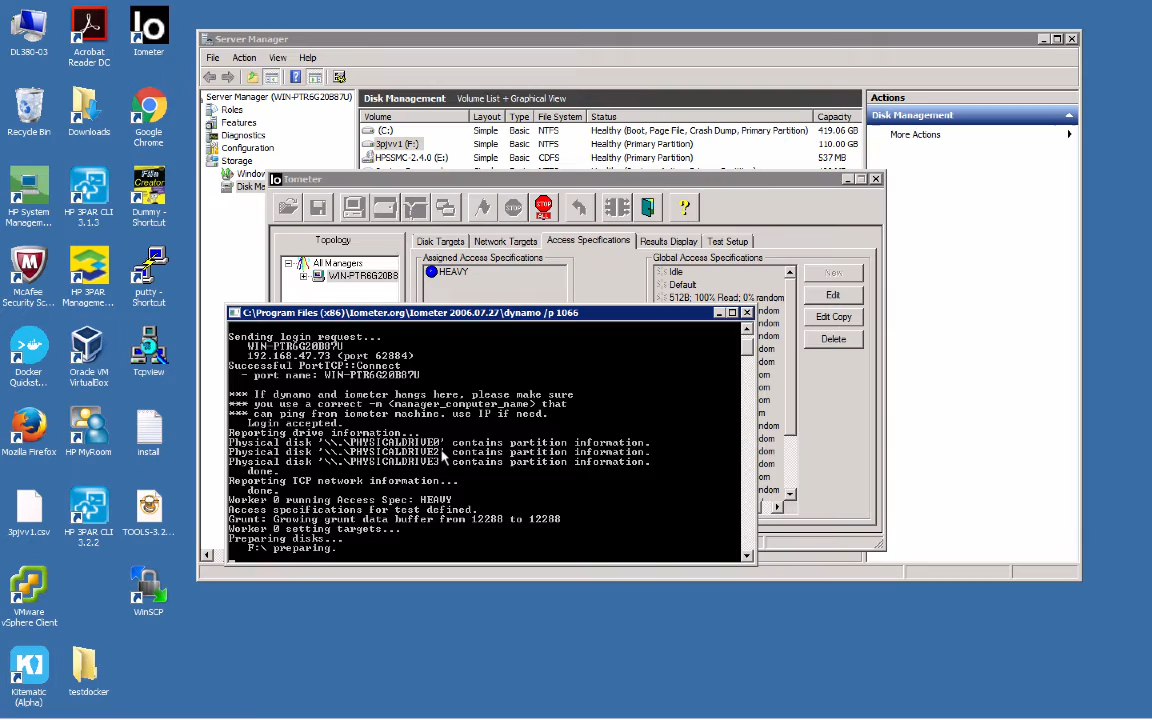 DL380-03
Acrobat
Reader DC
Iometer
Recycle Bin
Downloads
Google
Chrome
HP System
Managem...
HP 3PAR CLI
3.1.3
Dummy -
Shortcut
McAfee
Security Sc...
HP 3PAR
Manageme...
putty -
Shortcut
Docker
Quickst...
Oracle VM
VirtualBox
Tcpview
Mozilla Firefox
HP MyRoom
install
3pjvv1.csv
HP 3PAR CLI
3.2.2
TOOLS-3.2...
VMware
vSphere Client
WinSCP
Kitematic
(Alpha)
testdocker
Server Manager
File Action View Help
Server Manager (WIN-PTR6G20B87U)
Roles
Features
Diagnostics
Configuration
Storage
Window
Disk Ma
Disk Management Volume List + Graphical View
Volume Layout Type File System Status Capacity
(C:) Simple Basic NTFS Healthy (Boot, Page File, Crash Dump, Primary Partition) 419.06 GB
3pjvv1 (F:) Simple Basic NTFS Healthy (Primary Partition) 110.00 GB
HPSSMC-2.4.0 (E:) Simple Basic CDFS Healthy (Primary Partition) 537 MB
Actions
Disk Management
More Actions
Iometer
STOP
ALL
Topology
All Managers
WIN-PTR6G20B8
Disk Targets Network Targets Access Specifications Results Display Test Setup
Assigned Access Specifications
HEAVY
Global Access Specifications
Idle
Default
512B; 100% Read; 0% random
New
Edit
Edit Copy
Delete
C:\Program Files (x86)\Iometer.org\Iometer 2006.07.27\dynamo /p 1066
Sending login request...
WIN-PTR6G20B87U
192.168.47.73 (port 62884)
Successful PortTCP::Connect
- port name: WIN-PTR6G20B87U
*** If dynamo and iometer hangs here, please make sure
*** you use a correct -m <manager_computer_name> that
*** can ping from iometer machine. use IP if need.
Login accepted.
Reporting drive information...
Physical disk '\\.\PHYSICALDRIVE0' contains partition information.
Physical disk '\\.\PHYSICALDRIVE2' contains partition information.
Physical disk '\\.\PHYSICALDRIVE3' contains partition information.
done.
Reporting TCP network information...
done.
Worker 0 running Access Spec: HEAVY
Access specifications for test defined.
Grunt: Growing grunt data buffer from 12288 to 12288
Worker 0 setting targets...
Preparing disks...
F:\ preparing.